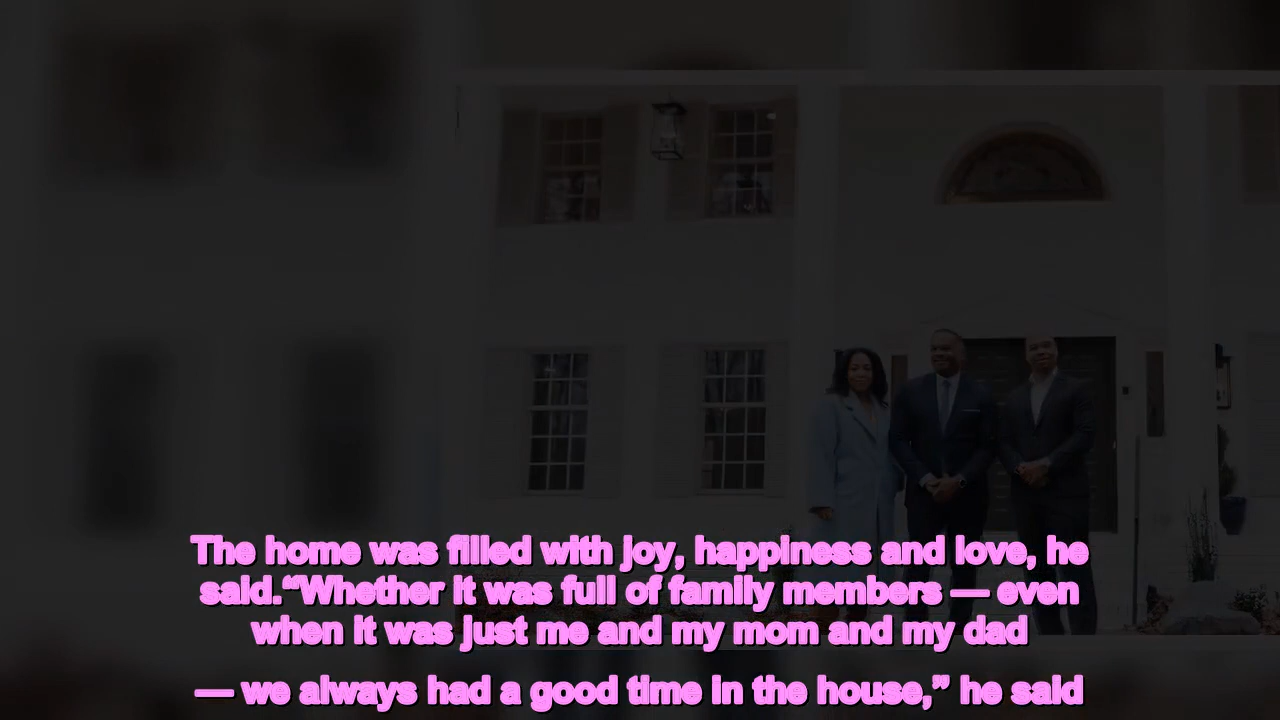 The home was filled with joy, happiness and love, he
said.“Whether it was full of family members — even
when it was just me and my mom and my dad
— we always had a good time in the house,” he said